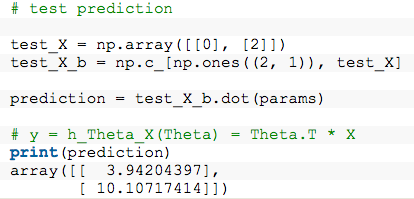 # test prediction
test_X = np.array([[0], [2]])
test_X_b = np.c_[np.ones((2, 1)), test_X]
prediction = test_X_b.dot(params)
# y = h_Theta_X(Theta) = Theta.T * X
print(prediction)
array([[  3.94204397],
       [ 10.10717414]])